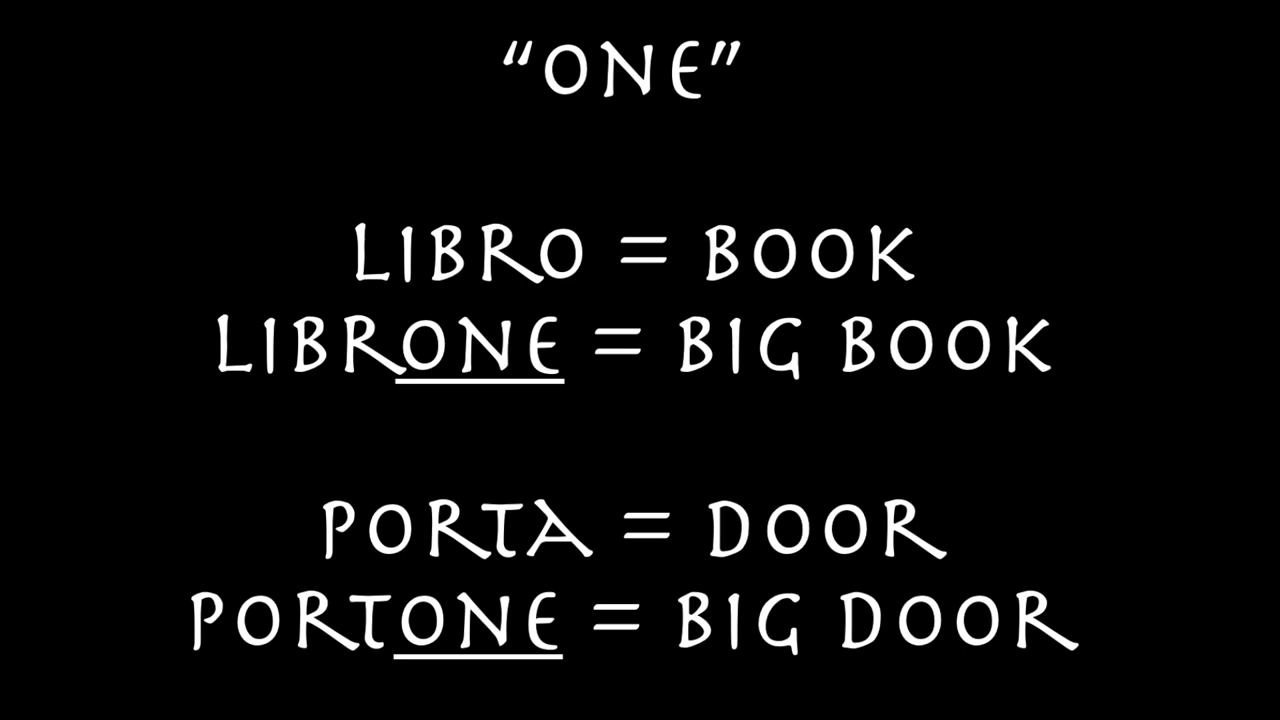 “ONE”
LIBRO = BOOK
LIBRONE = BIG BOOK
PORTA = DOOR
PORTONE = BIG DOOR